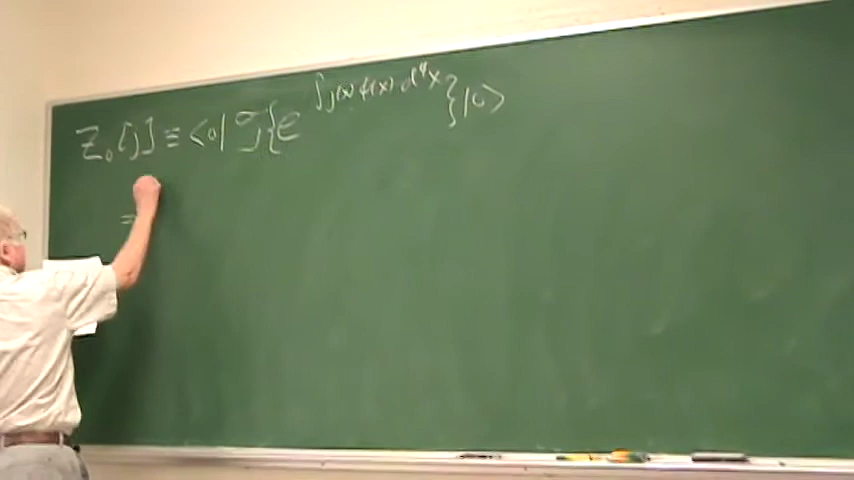 Z₀[j] ≡ <0| T{e^{∫j(x)φ(x)d⁴x}}|0>
=